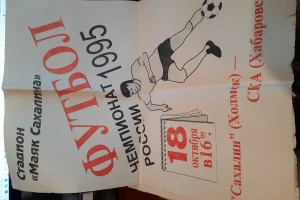 Стадион
«Маяк Сахалина»
ФУТБОЛ
ЧЕМПИОНАТ 1995
РОССИИ
18
октября
в 16⁰⁰
"Сахалин" (Холмск) —
СКА (Хабаровск